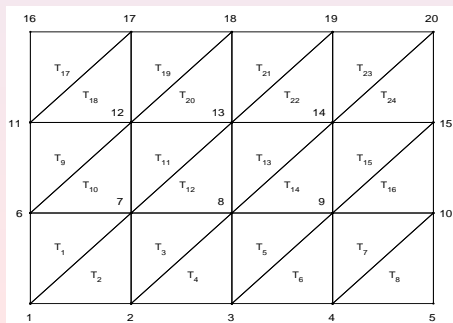 16 17 18 19 20
T17 T19 T21 T23
T18 T20 T22 T24
11 12 13 14 15
T9 T11 T13 T15
T10 T12 T14 T16
6 7 8 9 10
T1 T3 T5 T7
T2 T4 T6 T8
1 2 3 4 5